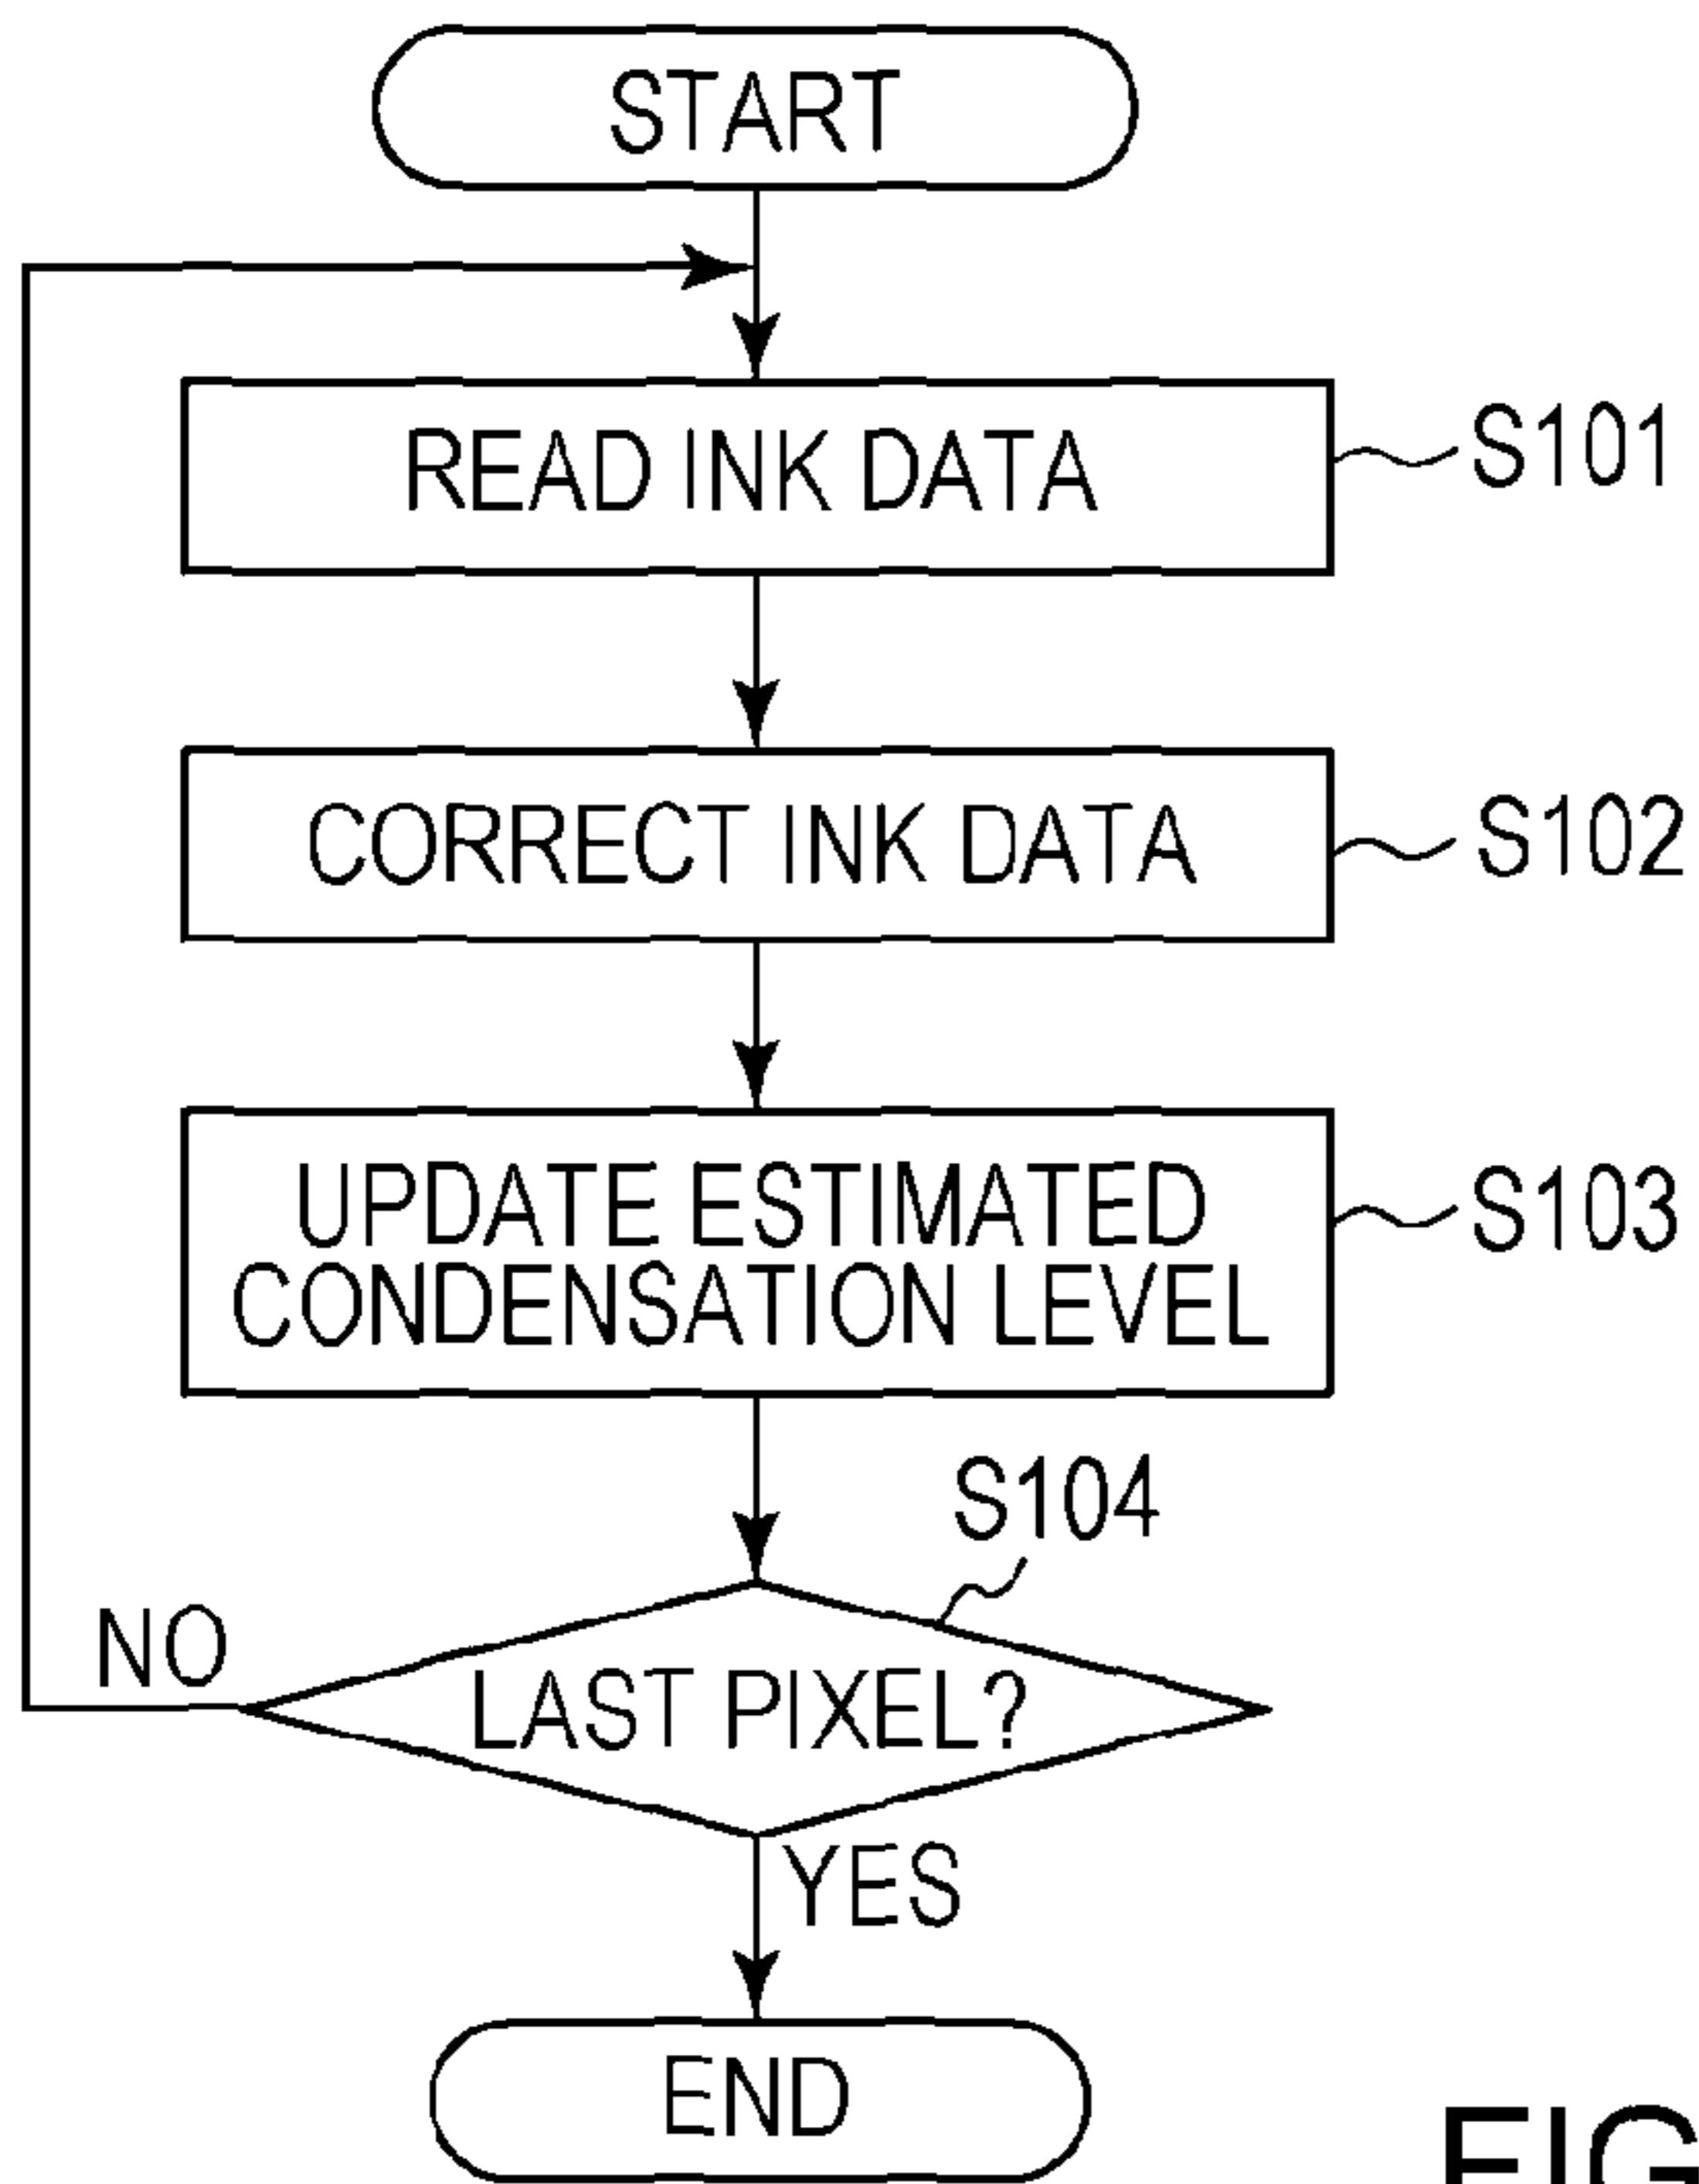 START
READ INK DATA
S101
CORRECT INK DATA
S102
UPDATE ESTIMATED
CONDENSATION LEVEL
S103
S104
NO
LAST PIXEL?
YES
END
FIG